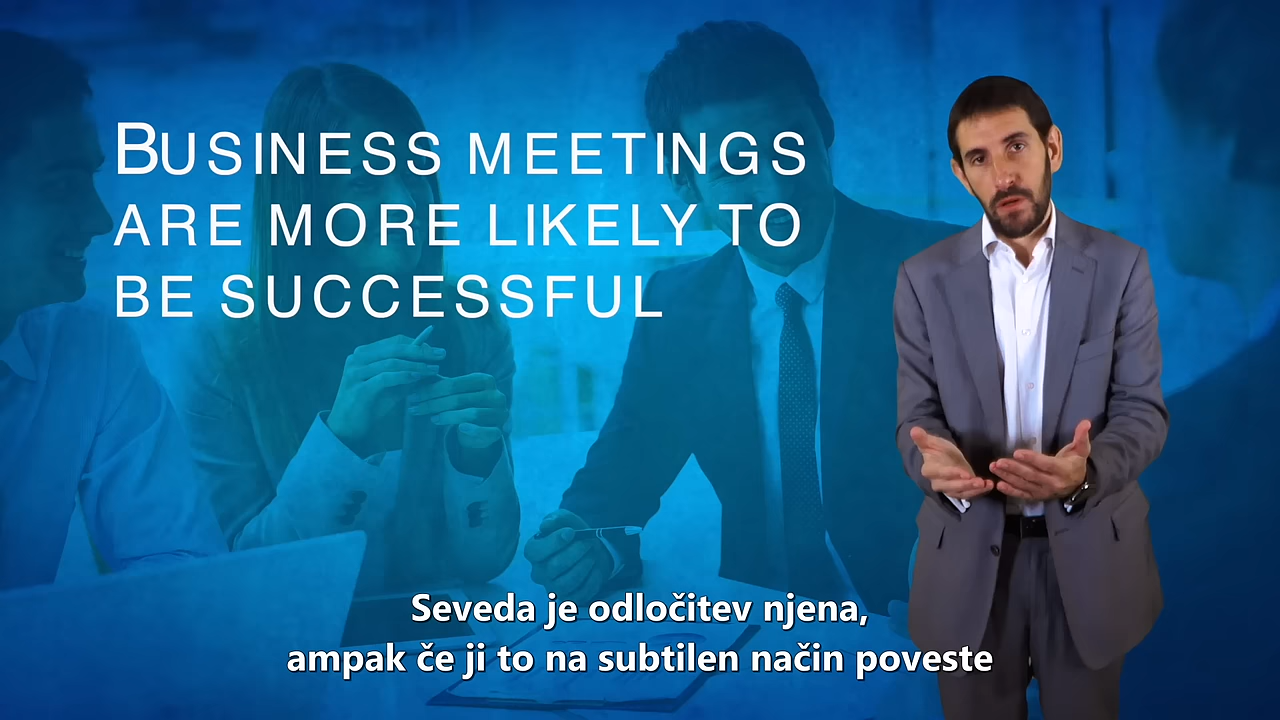 BUSINESS MEETINGS
ARE MORE LIKELY TO
BE SUCCESSFUL
Seveda je odločitev njena,
ampak če ji to na subtilen način poveste